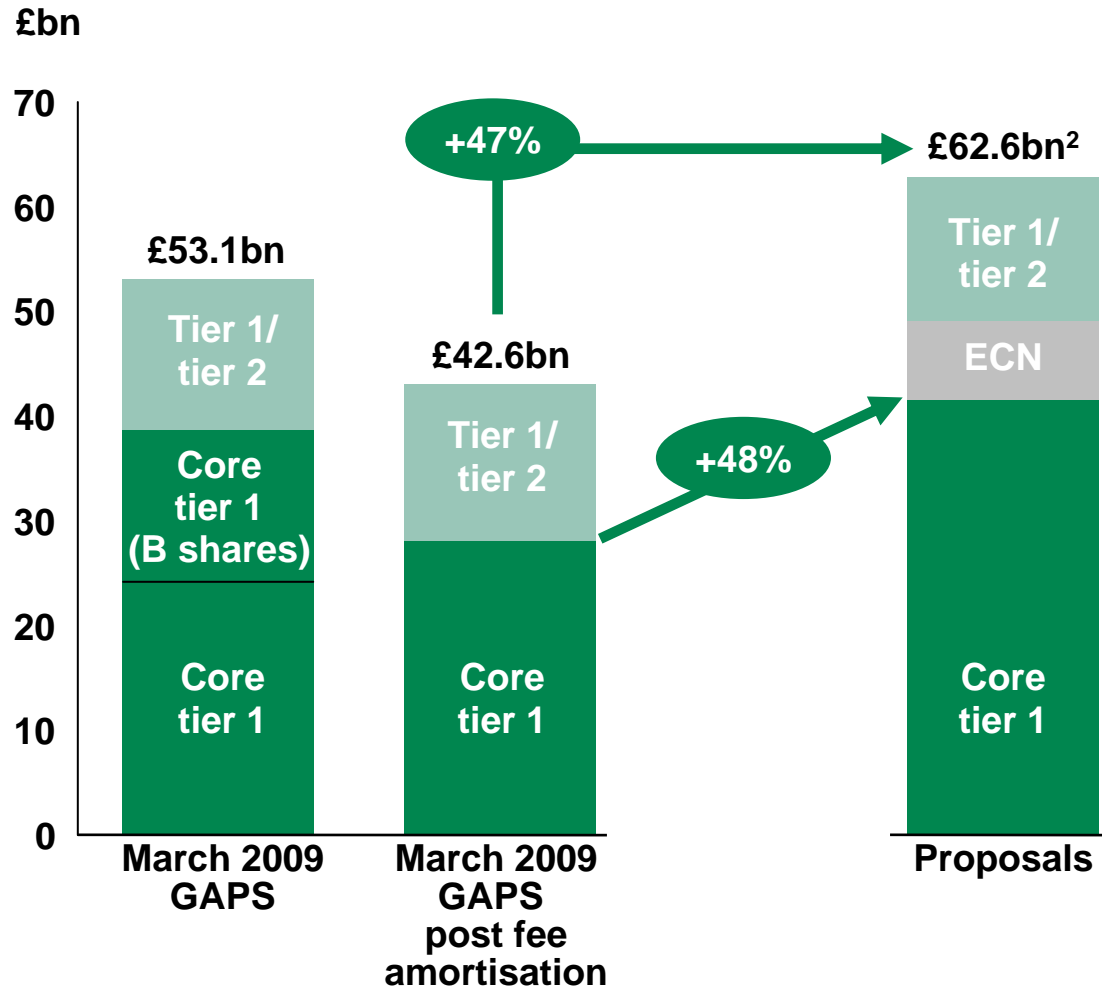 £bn
70
60
50
40
30
20
10
0
£53.1bn
Tier 1/
tier 2
Core
tier 1
(B shares)
Core
tier 1
March 2009
GAPS
+47%
£42.6bn
Tier 1/
tier 2
Core
tier 1
March 2009
GAPS
post fee
amortisation
+48%
£62.6bn²
Tier 1/
tier 2
ECN
Core
tier 1
Proposals